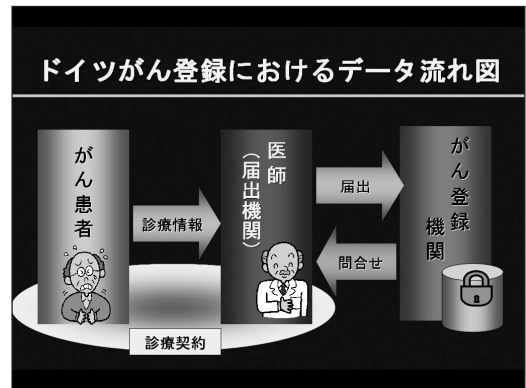 ドイツがん登録におけるデータ流れ図
がん患者
診療情報
医師
（届出機関）
届出
問合せ
がん登録
機関
診療契約